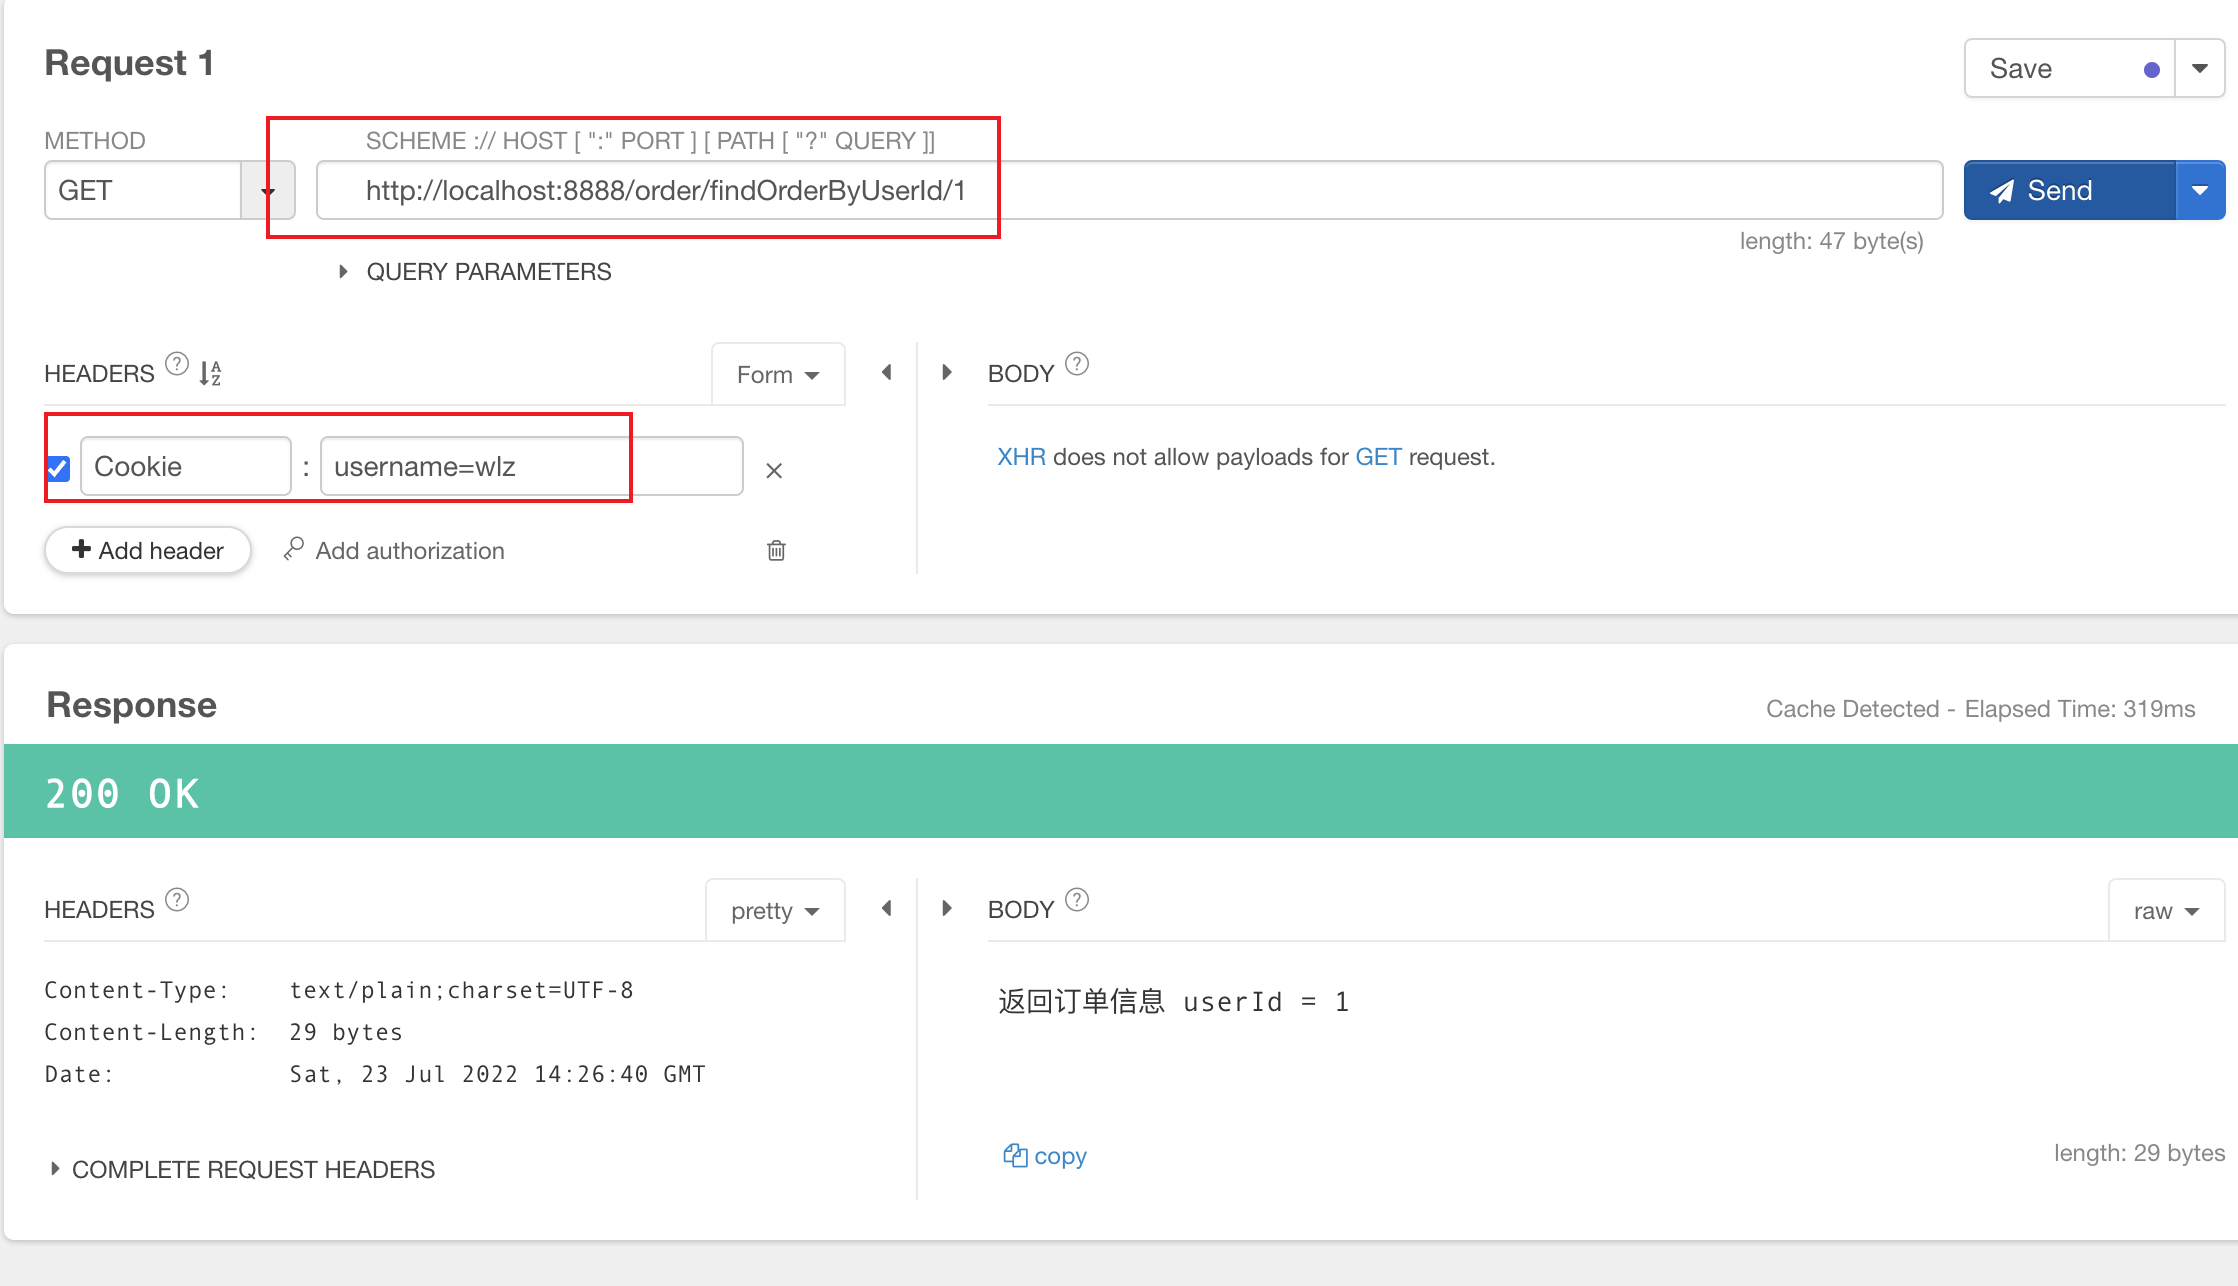 Request 1
Save
METHOD
SCHEME :// HOST [ ":" PORT ] [ PATH [ "?" QUERY ]]
GET
http://localhost:8888/order/findOrderByUserId/1
Send
length: 47 byte(s)
QUERY PARAMETERS
HEADERS ? A Z
Form
BODY ?
Cookie : username=wlz
XHR does not allow payloads for GET request.
Add header
Add authorization
Response
Cache Detected - Elapsed Time: 319ms
200 OK
HEADERS ?
pretty
BODY ?
raw
Content-Type: text/plain;charset=UTF-8
Content-Length: 29 bytes
Date: Sat, 23 Jul 2022 14:26:40 GMT
返回订单信息 userId = 1
COMPLETE REQUEST HEADERS
copy
length: 29 bytes